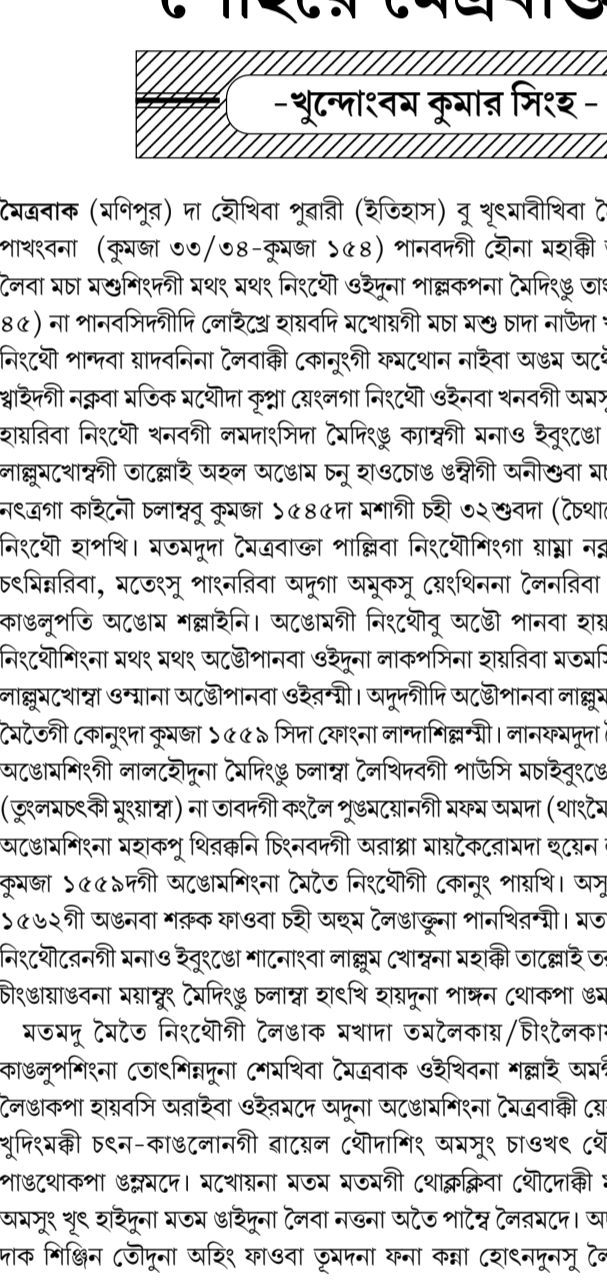 -খুন্দোংবম কুমার সিংহ -
মৈত্রবাক (মণিপুর) দা হৌখিবা পুৱারী (ইতিহাস) বু খূৎমাবীখিবা
পাখংবনা (কুমজা ৩৩/৩৪-কুমজা ১৫৪) পানবদগী হৌনা মহাক্কী
লৈবা মচা মশুশিংদগী মথং মথং নিংথৌ ওইদুনা পাল্লকপনা মৈদিংঙু
৪৫) না পানবসিদগীদি লোইখ্রে হায়বদি মখোয়গী মচা মশু চাদা নাউদা
নিংথৌ পান্দবা য়াদবনিনা লৈবাক্কী কোনুংগী ফমথোন নাইবা অঙম
খ্বাইদগী নক্নবা মতিক মথৌদা কূপ্না য়েংলগা নিংথৌ ওইনবা খনবগী
হায়রিবা নিংথৌ খনবগী লমদাংসিদা মৈদিংঙু ক্যাম্বগী মনাও ইবুংঙো
লাল্লুমখোম্বগী তাল্লোই অহল অঙোম চনু হাওচোঙ ঙম্বীগী অনীশুবা
নৎত্রগা কাইনৌ চলাম্ববু কুমজা ১৫৪৫দা মশাগী চহী ৩২শুবদা
নিংথৌ হাপখি। মতমদুদা মৈত্রবাক্তা পাল্লিবা নিংথৌশিংগা য়াম্না
চৎমিন্নরিবা, মতেংসু পাংনরিবা অদুগা অমুকসু য়েংথিননা লৈনরিবা
কাঙলুপতি অঙোম শল্লাইনি। অঙোমগী নিংথৌবু অঙৌ পানবা
নিংথৌশিংনা মথং মথং অঙৌপানবা ওইদুনা লাকপসিনা হায়রিবা
লাল্লুমখোম্বা ওম্মানা অঙৌপানবা ওইরম্মী। অদুদগীদি অঙৌপানবা
মৈতৈগী কোনুংদা কুমজা ১৫৫৯ সিদা ফোংনা লান্দাশিল্লম্মী। লানফমদুদা
অঙোমশিংগী লালহৌদুনা মৈদিংঙু চলাম্বা লৈখিদবগী পাউসি
(তুংলমচৎকী মুংয়াম্বা) না তাবদগী কংলৈ পুঙময়োনগী মফম অমদা
অঙোমশিংনা মহাকপু থিরক্কনি চিংনবদগী অরাপ্পা মায়কৈরোমদা হুয়েন
কুমজা ১৫৫৯দগী অঙোমশিংনা মৈতৈ নিংথৌগী কোনুং পায়খি।
১৫৬২গী অঙনবা শরুক ফাওবা চহী অহুম লৈঙাক্তুনা পানখিরম্মী।
নিংথৌরেনগী মনাও ইবুংঙো শানোংবা লাল্লুম খোম্বনা মহাক্কী তাল্লোই
চীংঙায়াঙবনা ময়াম্বুং মৈদিংঙু চলাম্বা হাৎখি হায়দুনা পাঙ্গন থোকপা
মতমদু মৈতৈ নিংথৌগী লৈঙাক মখাদা তমলৈকায়/চীংলৈকায়
কাঙলুপশিংনা তোৎশিন্নদুনা শেমখিবা মৈত্রবাক ওইখিবনা শল্লাই
লৈঙাকপা হায়বসি অরাইবা ওইরমদে অদুনা অঙোমশিংনা মৈত্রবাক্কী
খুদিংমক্কী চৎন-কাঙলোনগী ৱায়েল থৌদাশিং অমসুং চাওখৎ
পাঙথোকপা ঙম্লমদে। মখোয়না মতম মতমগী থোক্লক্লিবা থৌদোক্কী
অমসুং খূৎ হাইদুনা মতম ঙাইদুনা লৈবা নত্তনা অতৈ পাম্বৈ লৈরমদে।
দাক শিঞ্জিন তৌদুনা অহিং ফাওবা তূমদনা ফনা কন্না হোৎনদুনসু